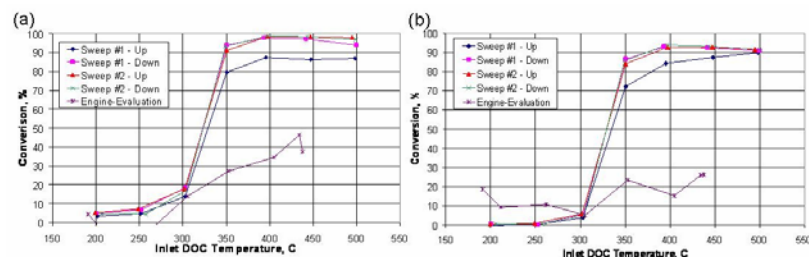 (a)
Converison, %
100
90
80
70
60
50
40
30
20
10
0
150 200 250 300 350 400 450 500 550
Inlet DOC Temperature, C
Sweep #1 - Up
Sweep #1 - Down
Sweep #2 - Up
Sweep #2 - Down
Engine-Evaluation
(b)
Conversion, %
100
90
80
70
60
50
40
30
20
10
0
150 200 250 300 350 400 450 500 550
Inlet DOC Temperature, C
Sweep #1 - Up
Sweep #1 - Down
Sweep #2 - Up
Sweep #2 - Down
Engine-Evaluation